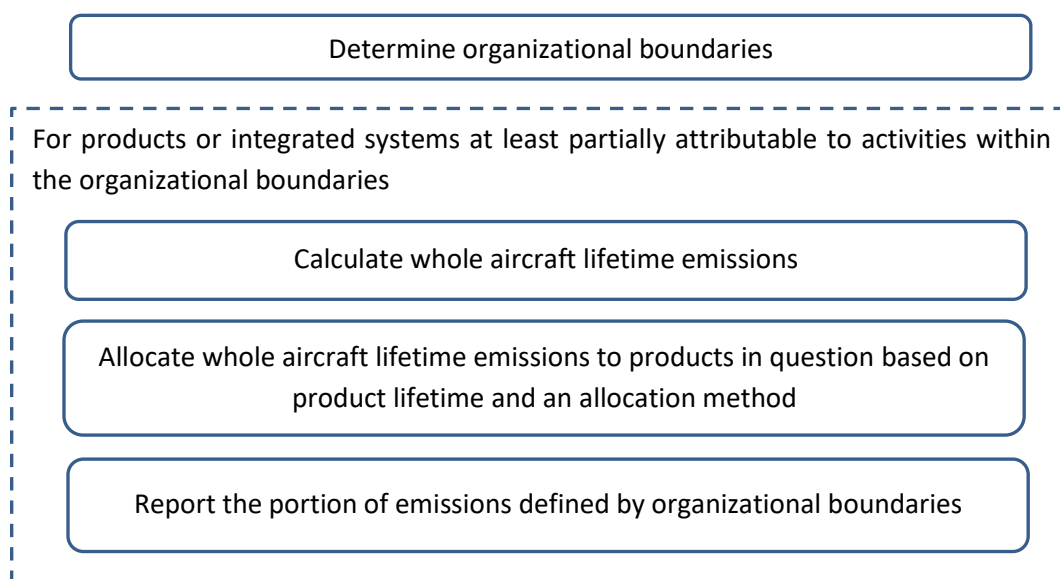 Determine organizational boundaries
For products or integrated systems at least partially attributable to activities within
the organizational boundaries
Calculate whole aircraft lifetime emissions
Allocate whole aircraft lifetime emissions to products in question based on
product lifetime and an allocation method
Report the portion of emissions defined by organizational boundaries